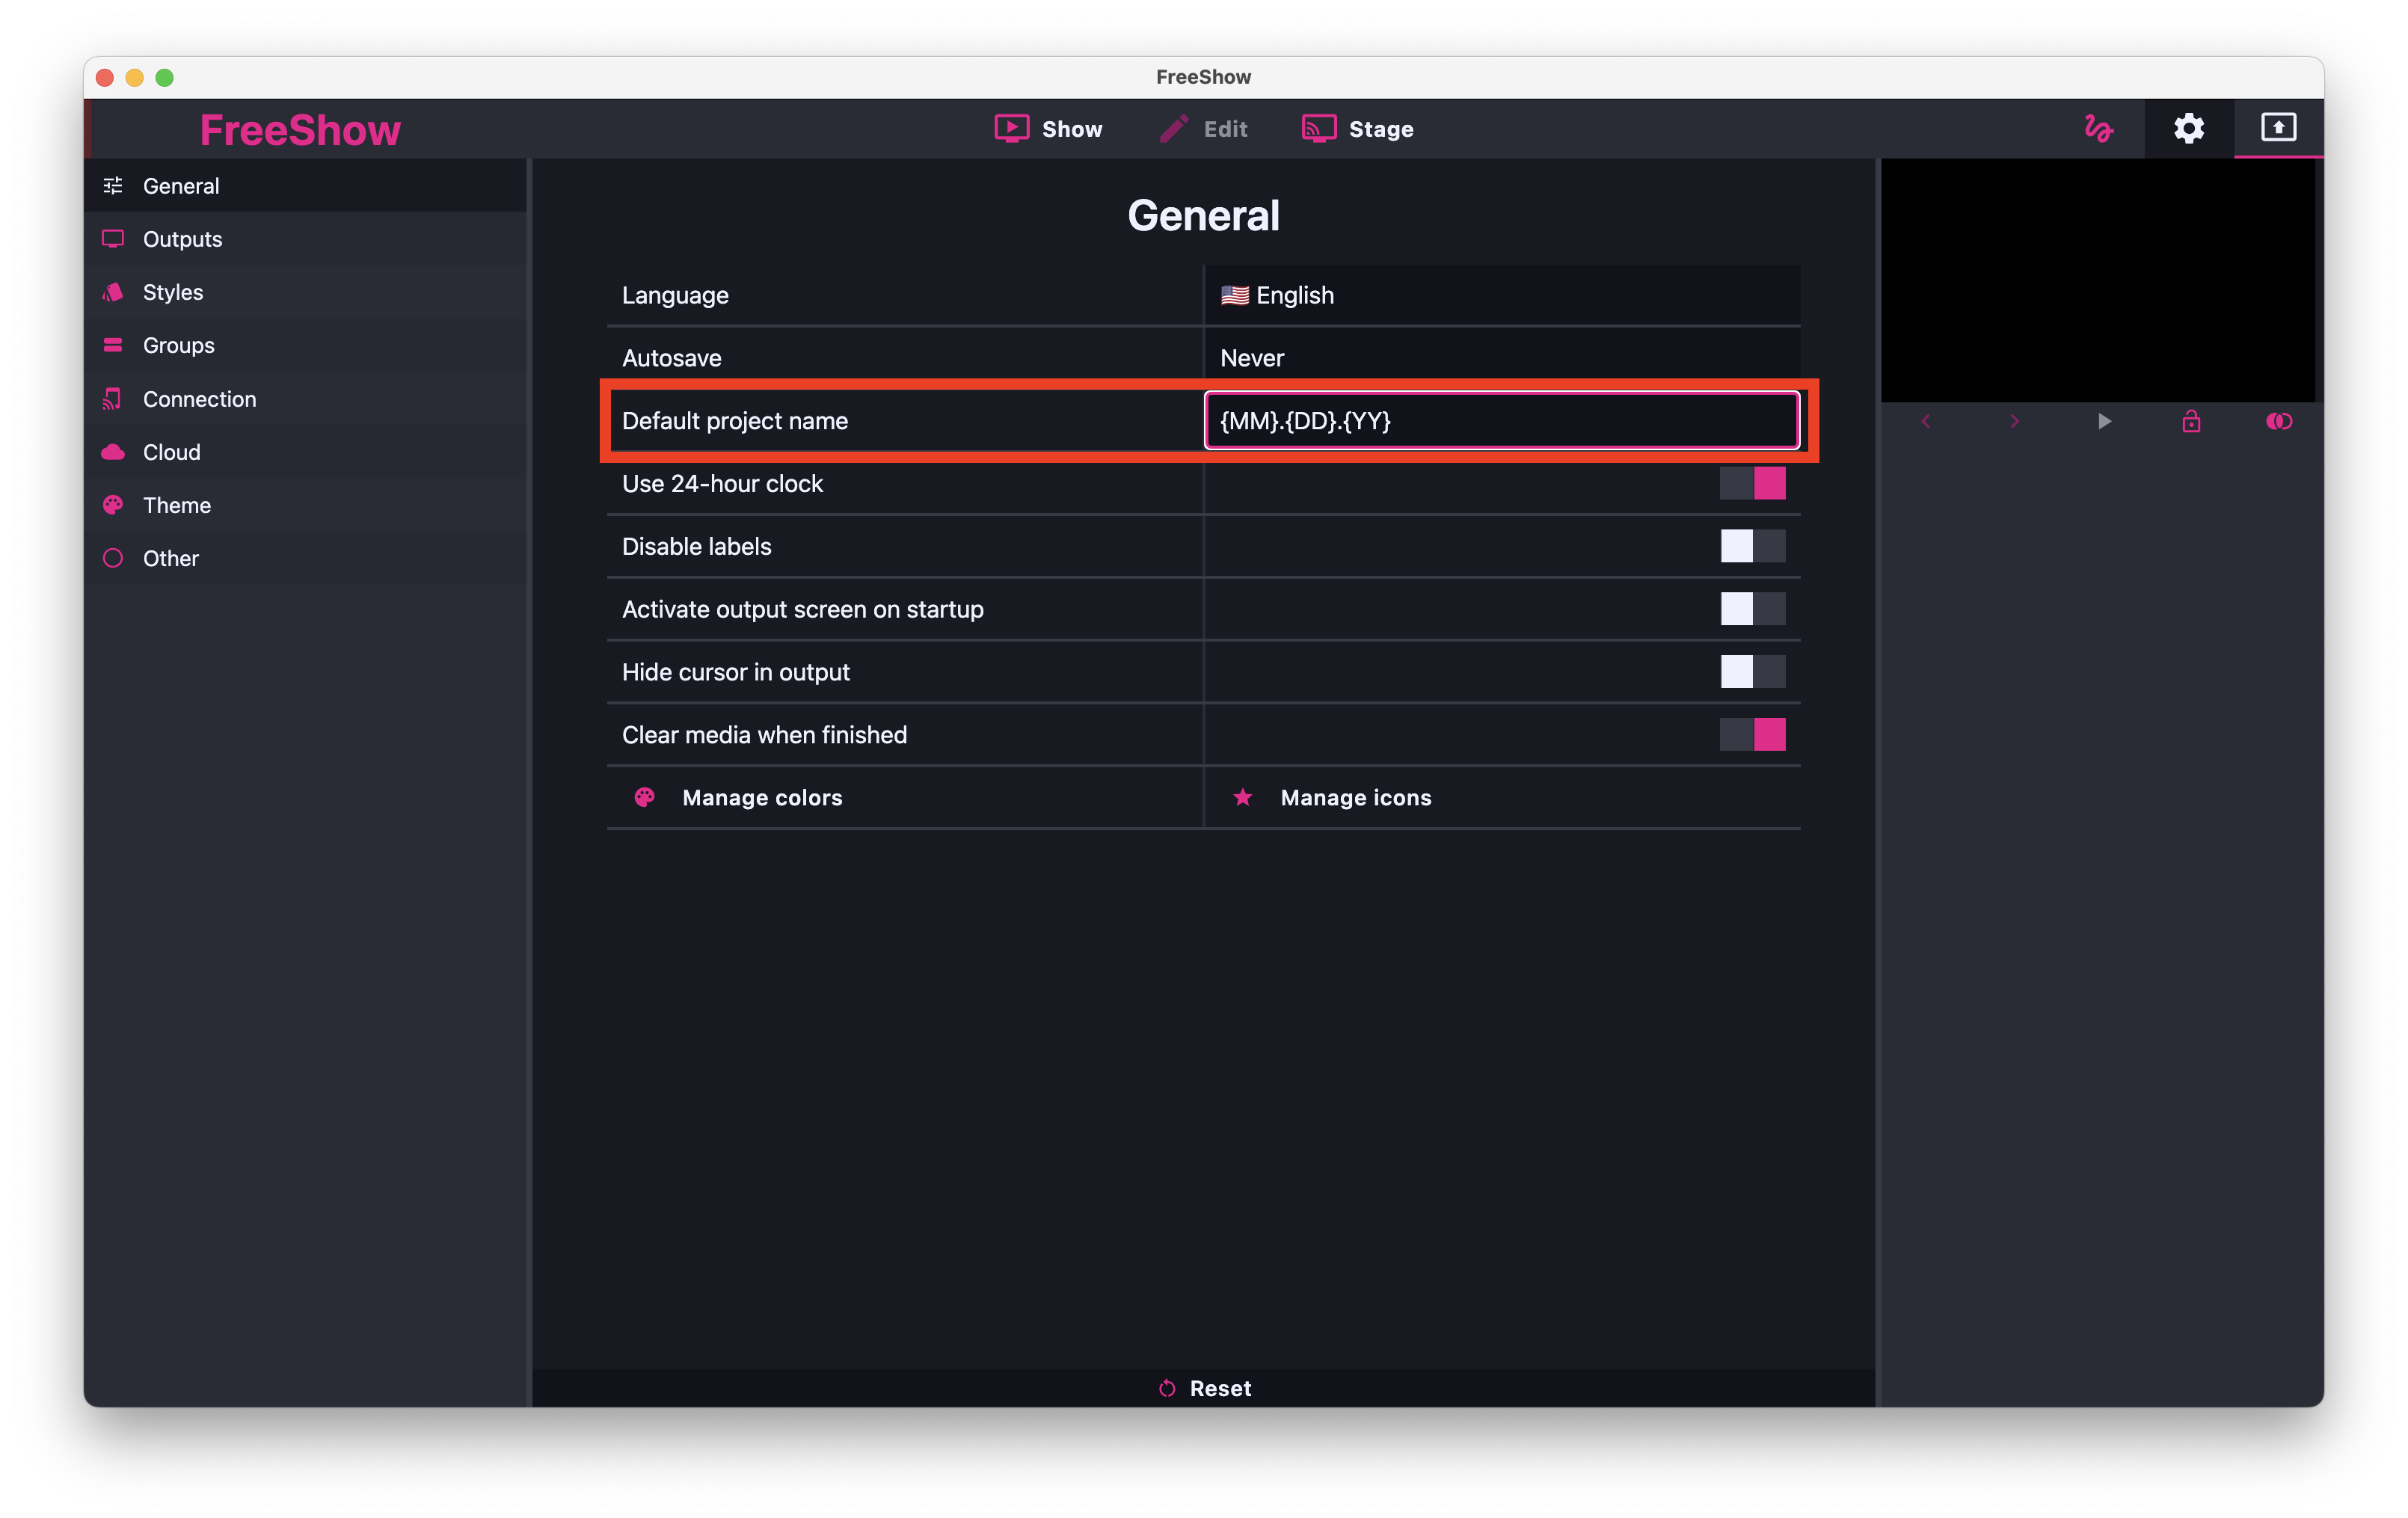 FreeShow
FreeShow
Show
Edit
Stage
General
Outputs
Styles
Groups
Connection
Cloud
Theme
Other
General
Language
🇺🇸 English
Autosave
Never
Default project name
{MM}.{DD}.{YY}
Use 24-hour clock
Disable labels
Activate output screen on startup
Hide cursor in output
Clear media when finished
Manage colors
Manage icons
Reset